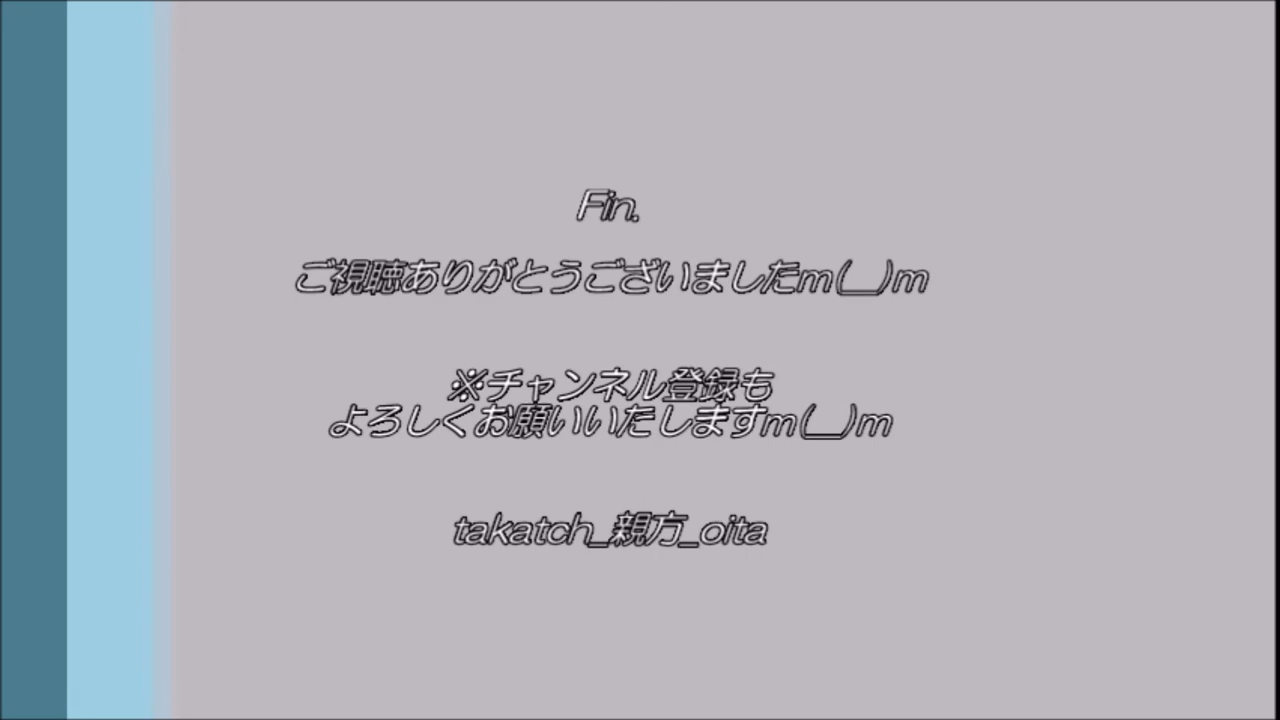 Fin.
ご視聴ありがとうございましたm(__)m
※チャンネル登録も
よろしくお願いいたしますm(__)m
takatch_親方_oita